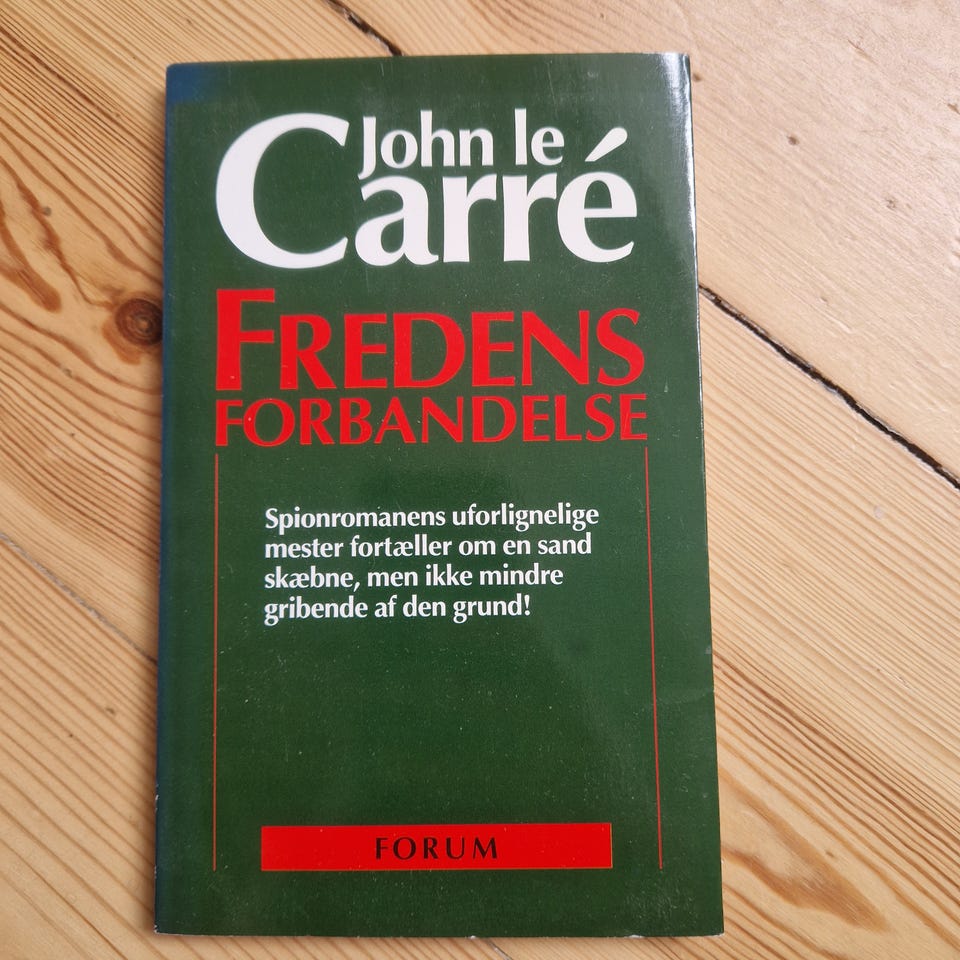 John le
Carré
FREDENS
FORBANDELSE
Spionromanens uforlignelige
mester fortæller om en sand
skæbne, men ikke mindre
gribende af den grund!
FORUM